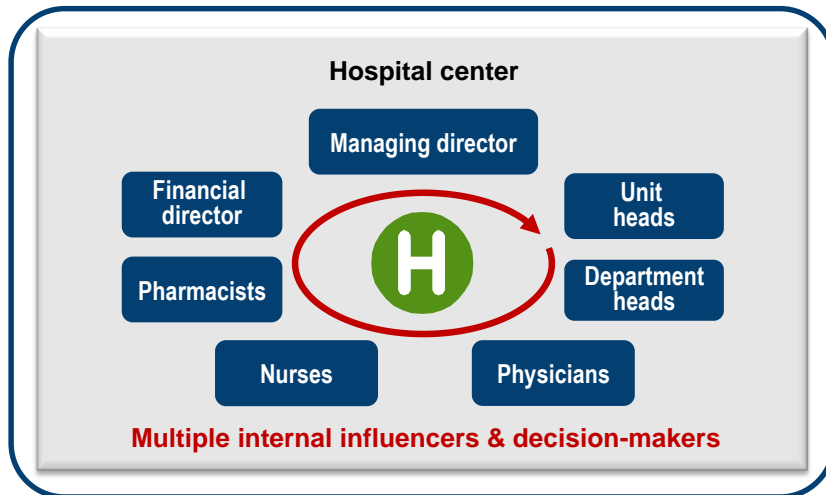 Hospital center
Managing director
Financial
director
Unit
heads
Pharmacists
H
Department
heads
Nurses
Physicians
Multiple internal influencers & decision-makers